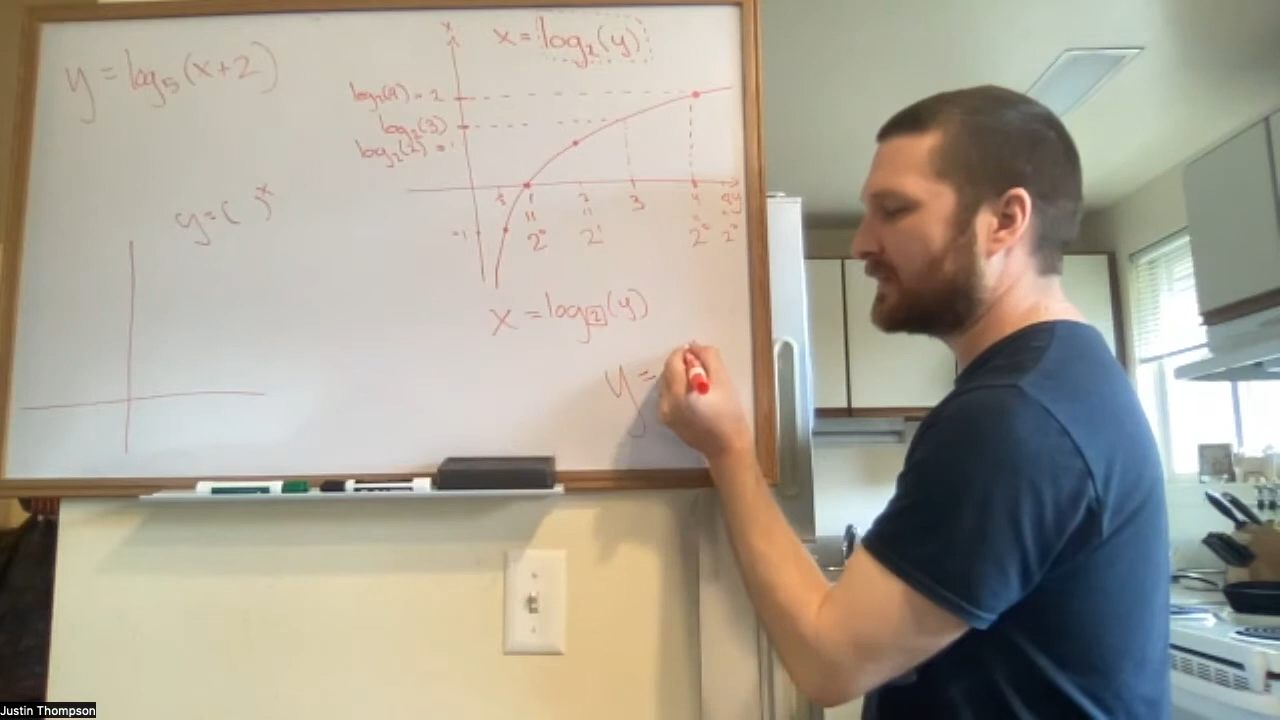 y = log₅(x+2)
x = log₂(y)
x
log₂(4) = 2
log₂(3)
log₂(2) = 1
y = ( )ˣ
1 2 3 4
-1
2⁰ 2¹ 2²
x = log₂(y)
y =
Justin Thompson